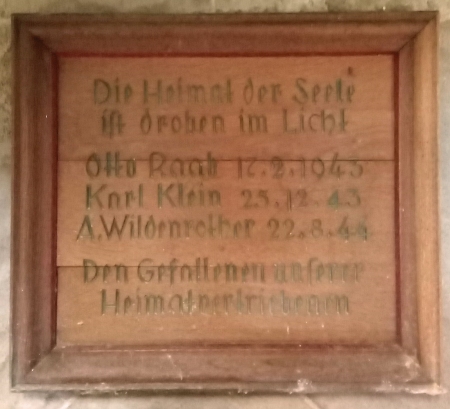 Die Heimat der Seele
ist droben im Licht
Otto Raab 12.2.1943
Karl Klein 25.12.43
A. Wildenrother 22.8.44
Den Gefallenen unserer
Heimatvertriebenen